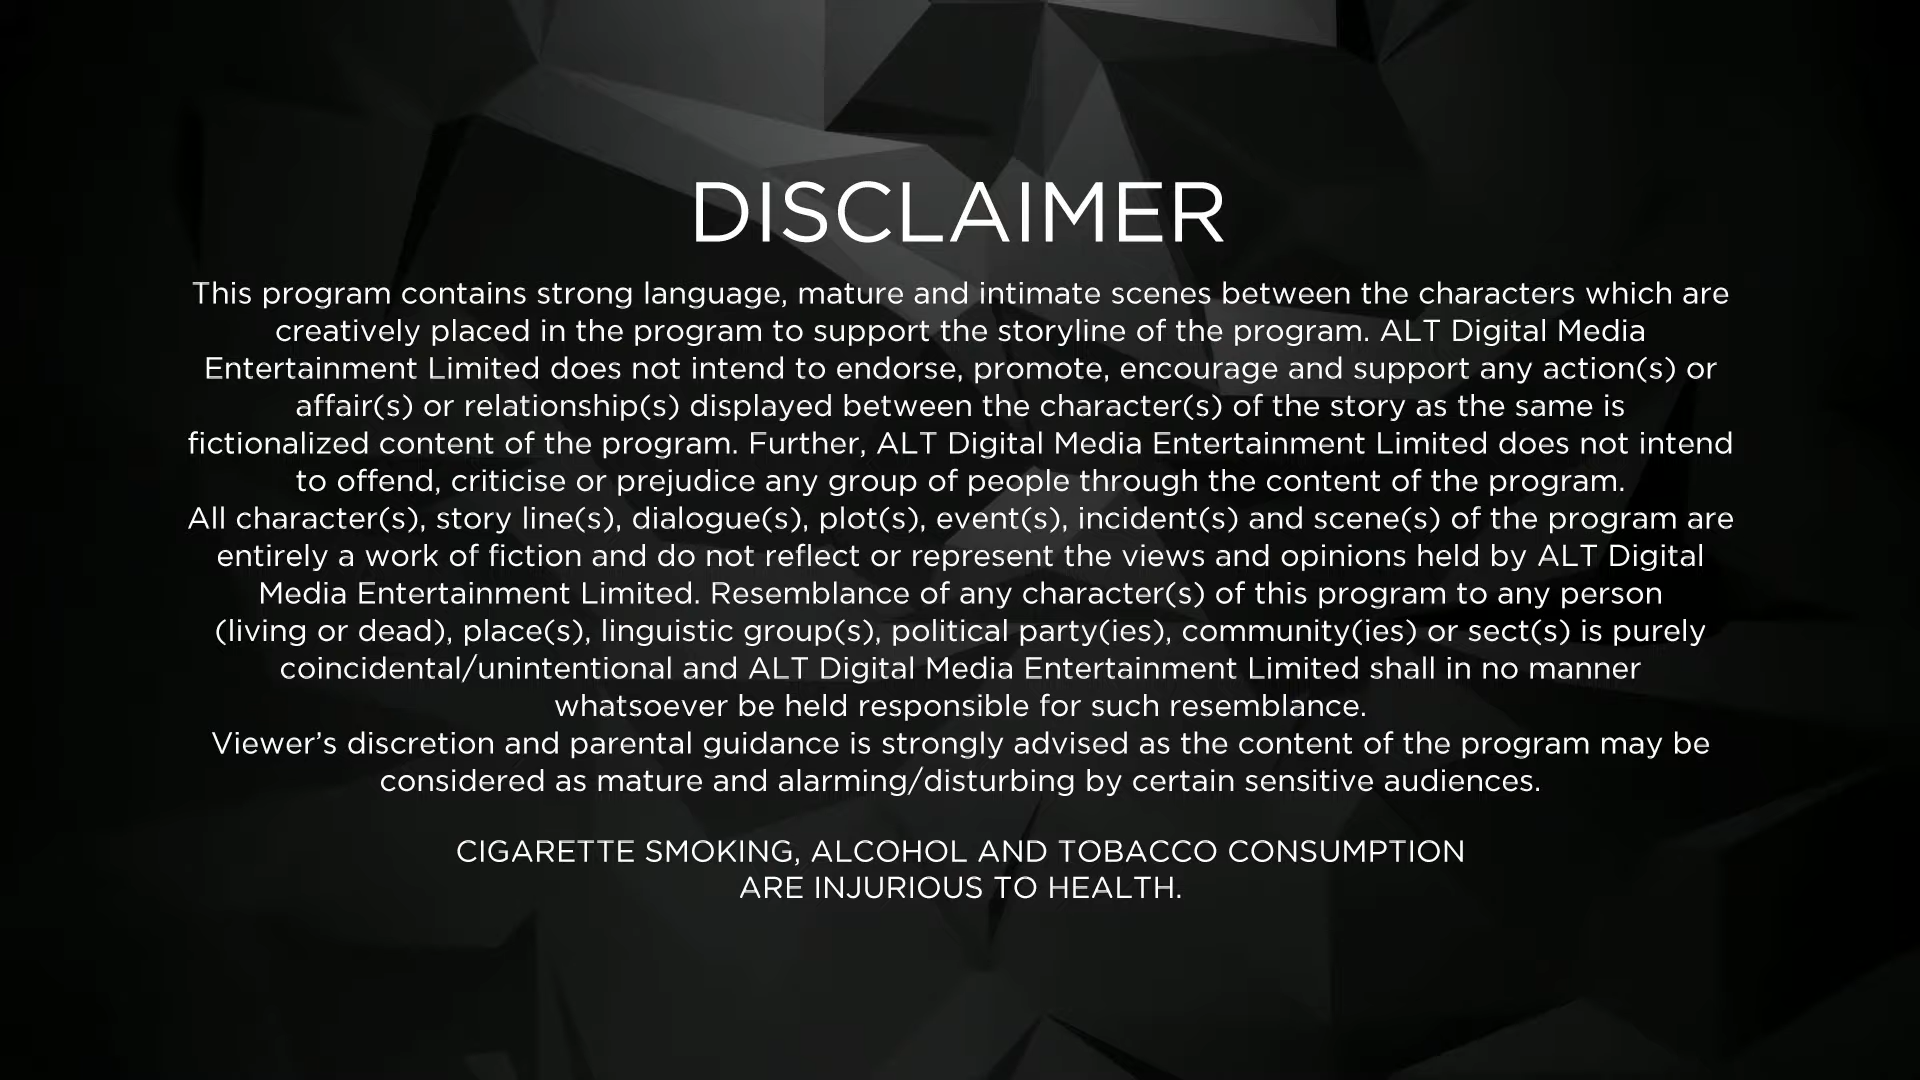 DISCLAIMER
This program contains strong language, mature and intimate scenes between the characters which are
creatively placed in the program to support the storyline of the program. ALT Digital Media
Entertainment Limited does not intend to endorse, promote, encourage and support any action(s) or
affair(s) or relationship(s) displayed between the character(s) of the story as the same is
fictionalized content of the program. Further, ALT Digital Media Entertainment Limited does not intend
to offend, criticise or prejudice any group of people through the content of the program.
All character(s), story line(s), dialogue(s), plot(s), event(s), incident(s) and scene(s) of the program are
entirely a work of fiction and do not reflect or represent the views and opinions held by ALT Digital
Media Entertainment Limited. Resemblance of any character(s) of this program to any person
(living or dead), place(s), linguistic group(s), political party(ies), community(ies) or sect(s) is purely
coincidental/unintentional and ALT Digital Media Entertainment Limited shall in no manner
whatsoever be held responsible for such resemblance.
Viewer’s discretion and parental guidance is strongly advised as the content of the program may be
considered as mature and alarming/disturbing by certain sensitive audiences.
CIGARETTE SMOKING, ALCOHOL AND TOBACCO CONSUMPTION
ARE INJURIOUS TO HEALTH.